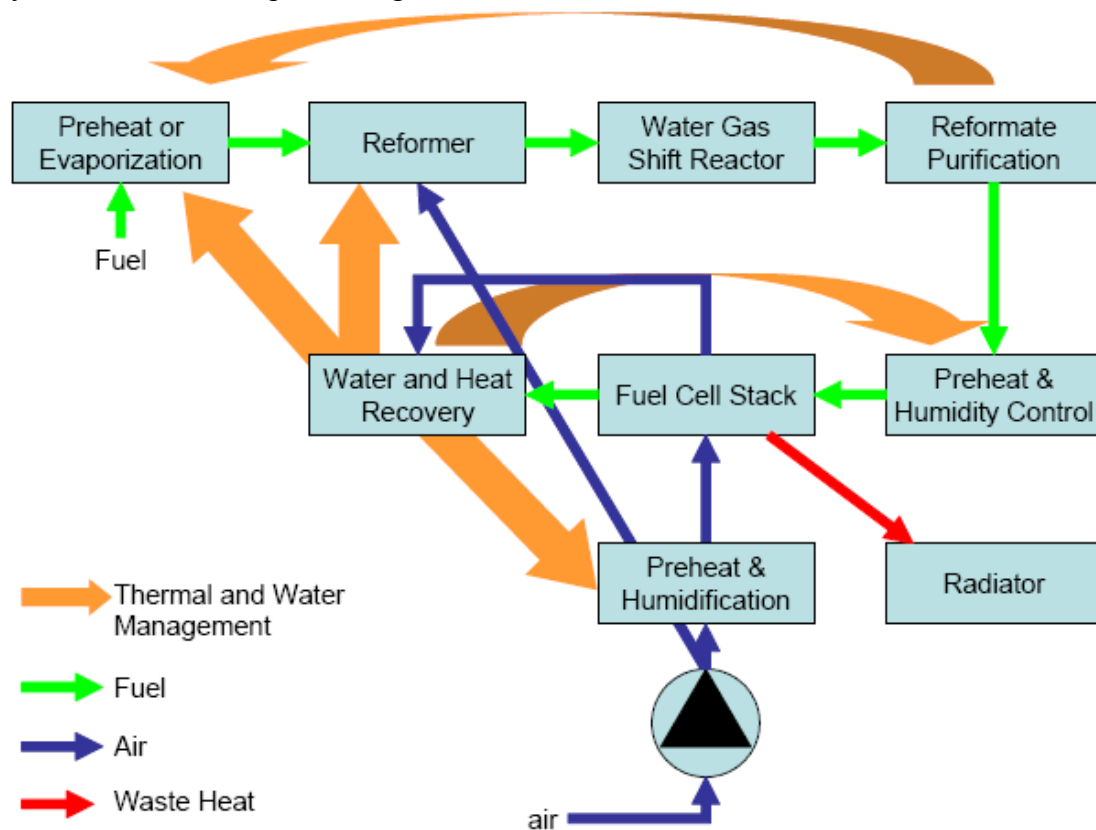 Preheat or
Evaporization
Reformer
Water Gas
Shift Reactor
Reformate
Purification
Fuel
Water and Heat
Recovery
Fuel Cell Stack
Preheat &
Humidity Control
Preheat &
Humidification
Radiator
Thermal and Water
Management
Fuel
Air
Waste Heat
air